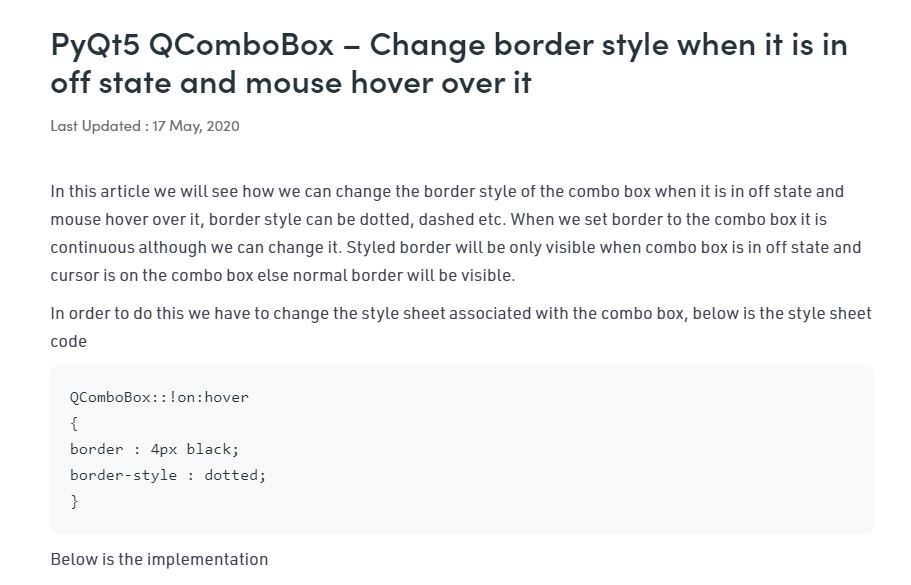 PyQt5 QComboBox – Change border style when it is in
off state and mouse hover over it
Last Updated : 17 May, 2020
In this article we will see how we can change the border style of the combo box when it is in off state and
mouse hover over it, border style can be dotted, dashed etc. When we set border to the combo box it is
continuous although we can change it. Styled border will be only visible when combo box is in off state and
cursor is on the combo box else normal border will be visible.
In order to do this we have to change the style sheet associated with the combo box, below is the style sheet
code
QComboBox::!on:hover
{
border : 4px black;
border-style : dotted;
}
Below is the implementation